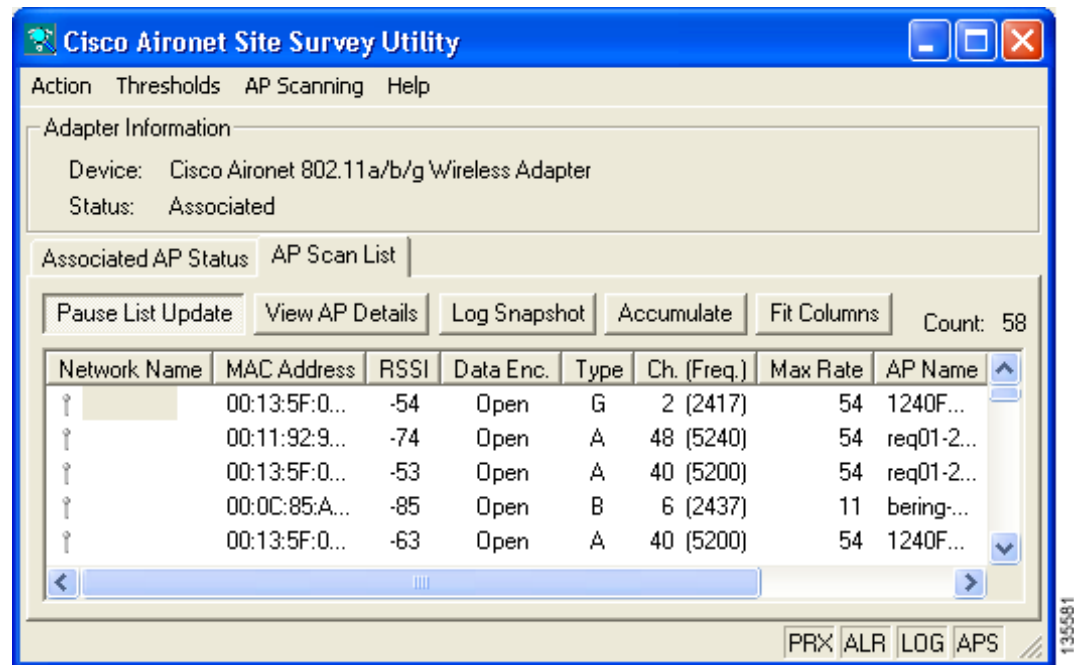 Cisco Aironet Site Survey Utility
Action Thresholds AP Scanning Help
Adapter Information
Device: Cisco Aironet 802.11a/b/g Wireless Adapter
Status: Associated
Associated AP Status AP Scan List
Pause List Update View AP Details Log Snapshot Accumulate Fit Columns Count: 58
Network Name MAC Address RSSI Data Enc. Type Ch. (Freq.) Max Rate AP Name
00:13:5F:0... -54 Open G 2 (2417) 54 1240F...
00:11:92:9... -74 Open A 48 (5240) 54 req01-2...
00:13:5F:0... -53 Open A 40 (5200) 54 req01-2...
00:0C:85:A... -85 Open B 6 (2437) 11 bering-...
00:13:5F:0... -63 Open A 40 (5200) 54 1240F...
PRX ALR LOG APS
135581